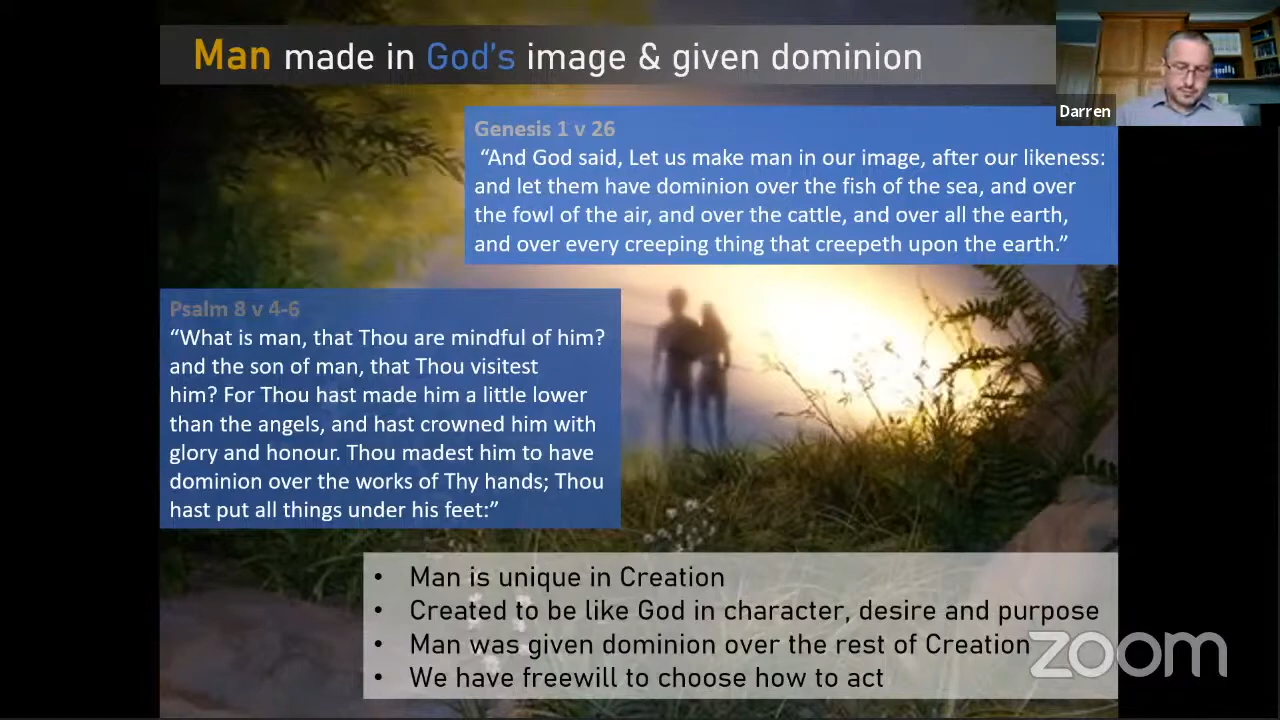 Man made in God's image & given dominion
Darren
Genesis 1 v 26
“And God said, Let us make man in our image, after our likeness:
and let them have dominion over the fish of the sea, and over
the fowl of the air, and over the cattle, and over all the earth,
and over every creeping thing that creepeth upon the earth.”
Psalm 8 v 4-6
“What is man, that Thou are mindful of him?
and the son of man, that Thou visitest
him? For Thou hast made him a little lower
than the angels, and hast crowned him with
glory and honour. Thou madest him to have
dominion over the works of Thy hands; Thou
hast put all things under his feet:”
• Man is unique in Creation
• Created to be like God in character, desire and purpose
• Man was given dominion over the rest of Creation
• We have freewill to choose how to act
zoom